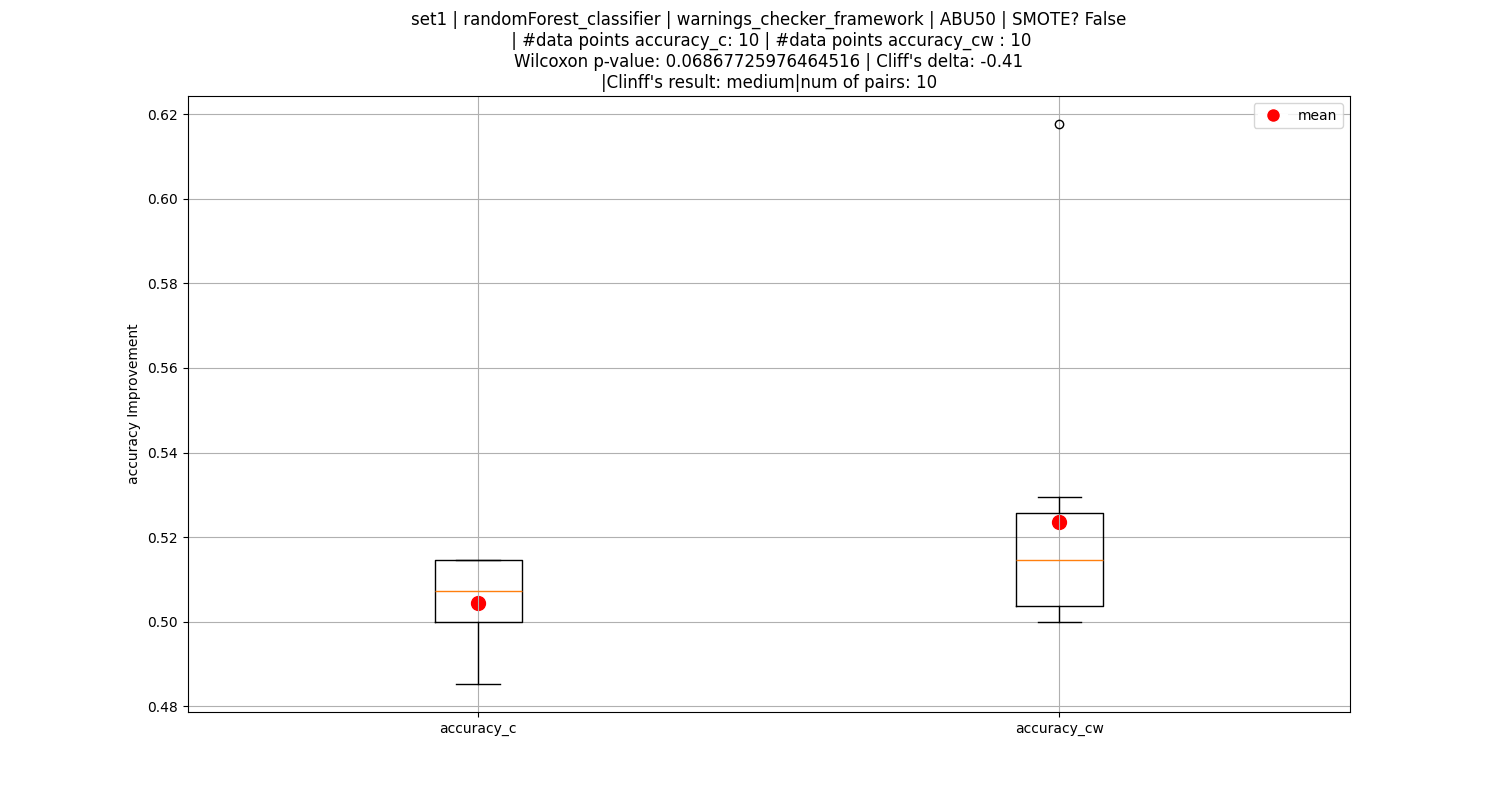 set1 | randomForest_classifier | warnings_checker_framework | ABU50 | SMOTE? False
| #data points accuracy_c: 10 | #data points accuracy_cw : 10
Wilcoxon p-value: 0.06867725976464516 | Cliff's delta: -0.41
|Clinff's result: medium|num of pairs: 10
mean
accuracy Improvement
0.62
0.60
0.58
0.56
0.54
0.52
0.50
0.48
accuracy_c
accuracy_cw